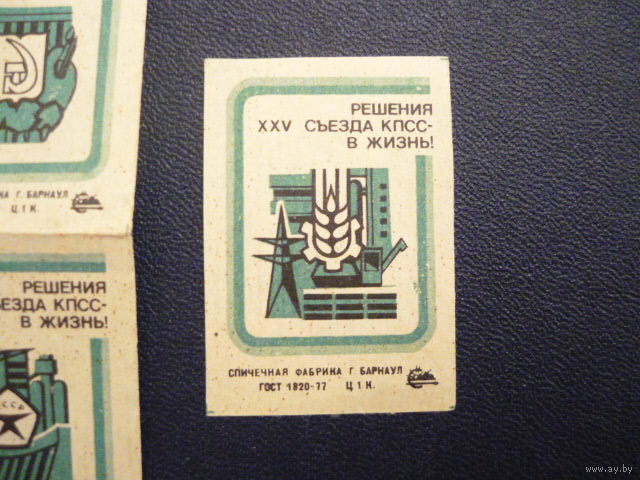 РЕШЕНИЯ
XXV СЪЕЗДА КПСС-
В ЖИЗНЬ!
СПИЧЕЧНАЯ ФАБРИКА Г. БАРНАУЛ
ГОСТ 1820-77 Ц 1 К.
Г. БАРНАУЛ
Ц 1 К.
РЕШЕНИЯ
КПСС-
В ЖИЗНЬ!
www.ay.by